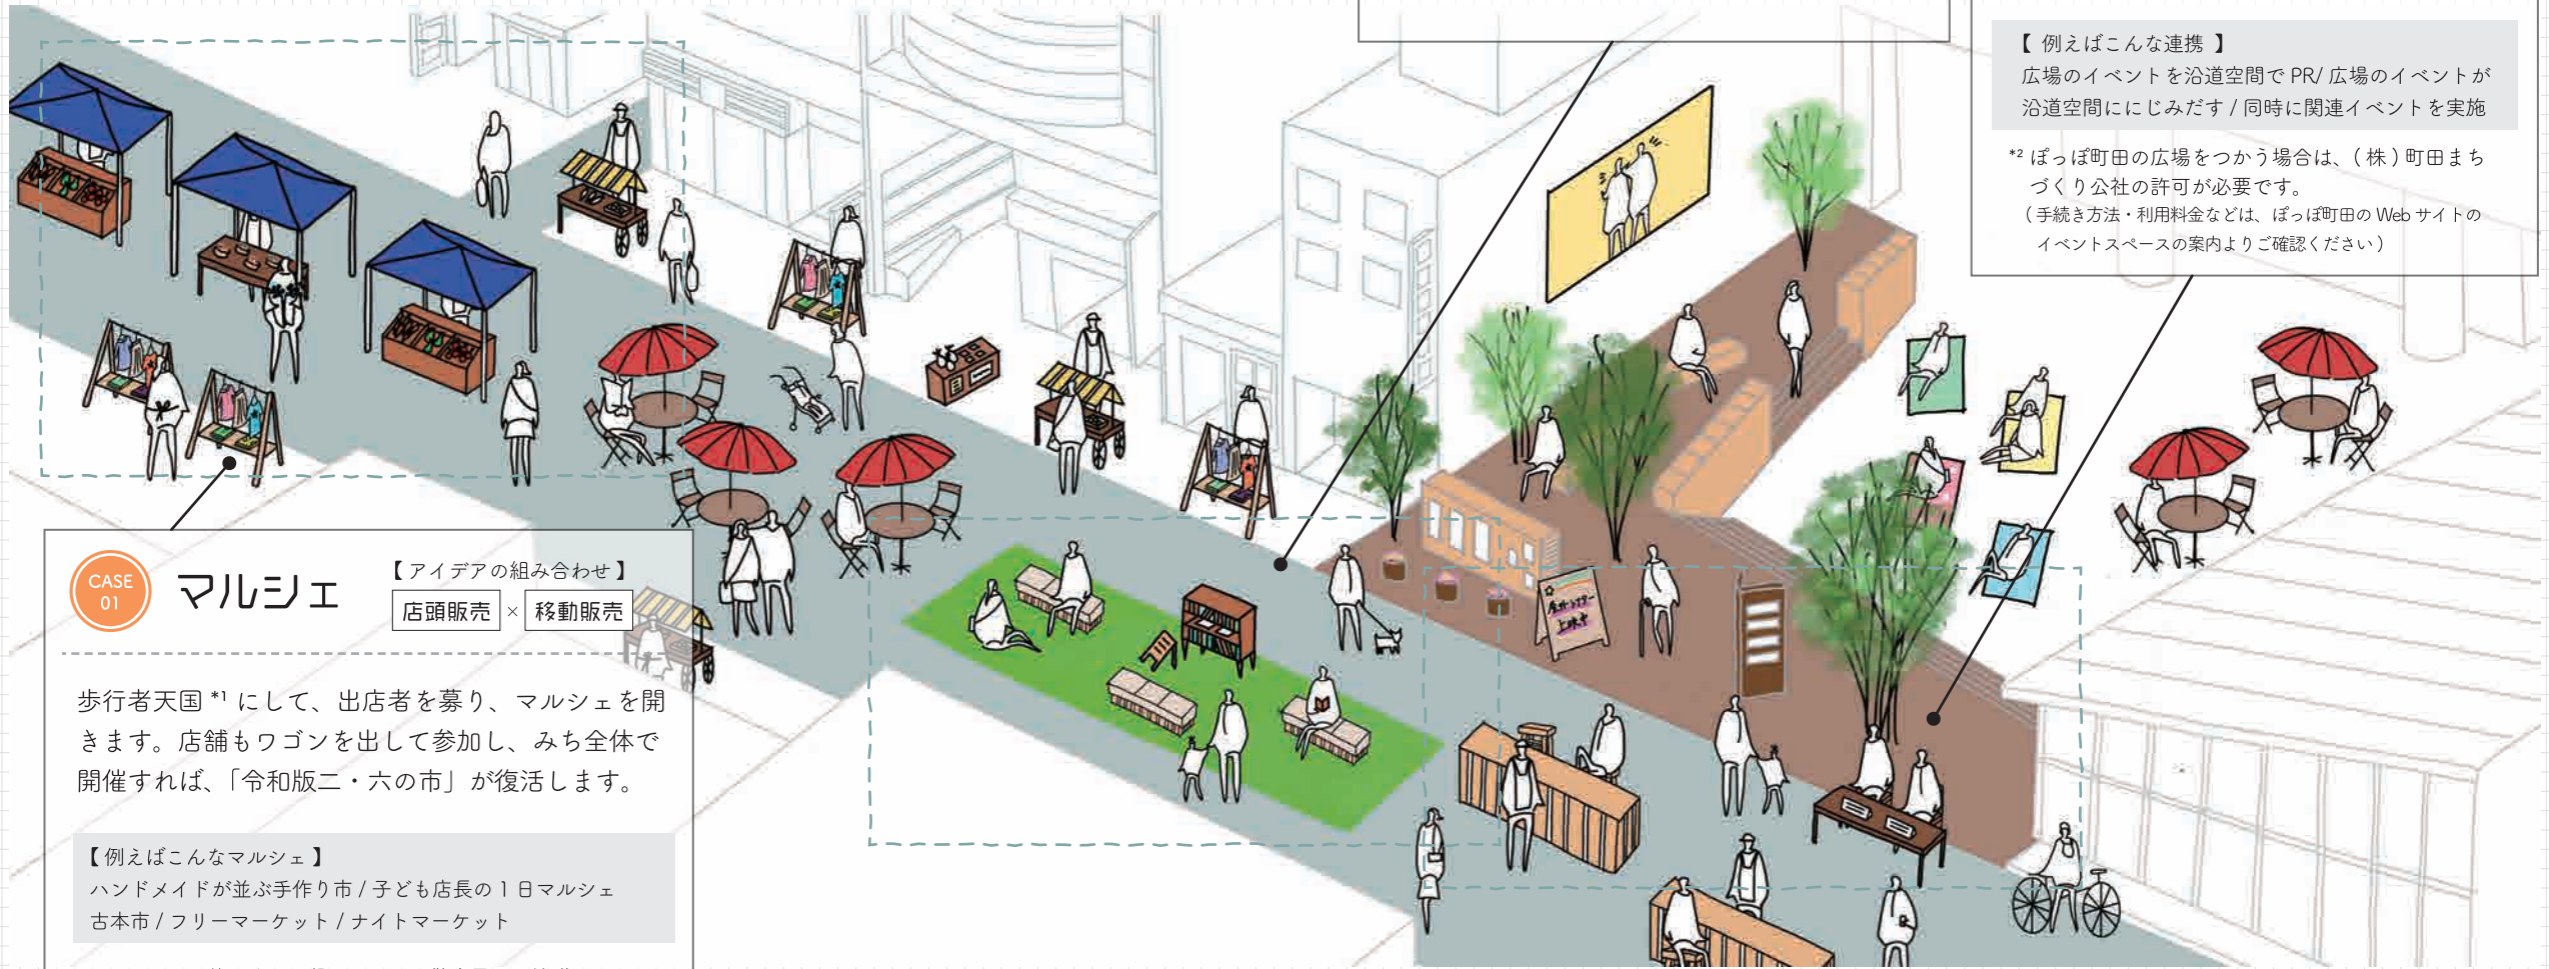 【 例えばこんな連携 】
広場のイベントを沿道空間で PR/ 広場のイベントが
沿道空間ににじみだす / 同時に関連イベントを実施
*2 ぽっぽ町田の広場をつかう場合は、( 株 ) 町田まち
づくり公社の許可が必要です。
( 手続き方法・利用料金などは、ぽっぽ町田の Web サイトの
イベントスペースの案内よりご確認ください )
CASE
01
マルシェ
【 アイデアの組み合わせ 】
店頭販売 × 移動販売
歩行者天国 *1 にして、出店者を募り、マルシェを開
きます。店舗もワゴンを出して参加し、みち全体で
開催すれば、「令和版二・六の市」が復活します。
【 例えばこんなマルシェ 】
ハンドメイドが並ぶ手作り市 / 子ども店長の 1 日マルシェ
古本市 / フリーマーケット / ナイトマーケット
上映中